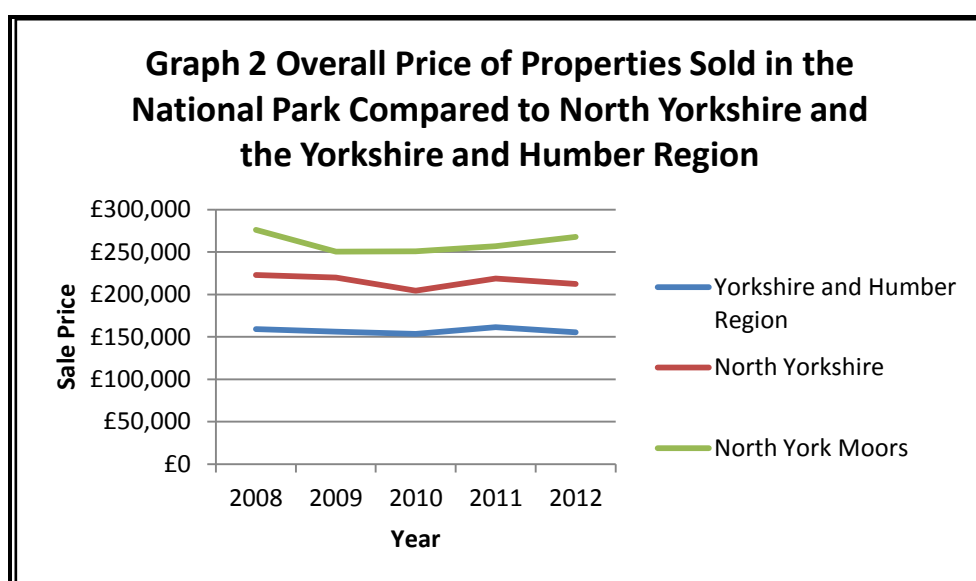 Graph 2 Overall Price of Properties Sold in the
National Park Compared to North Yorkshire and
the Yorkshire and Humber Region
£300,000
£250,000
£200,000
£150,000
£100,000
£50,000
£0
Sale Price
2008 2009 2010 2011 2012
Year
Yorkshire and Humber
Region
North Yorkshire
North York Moors